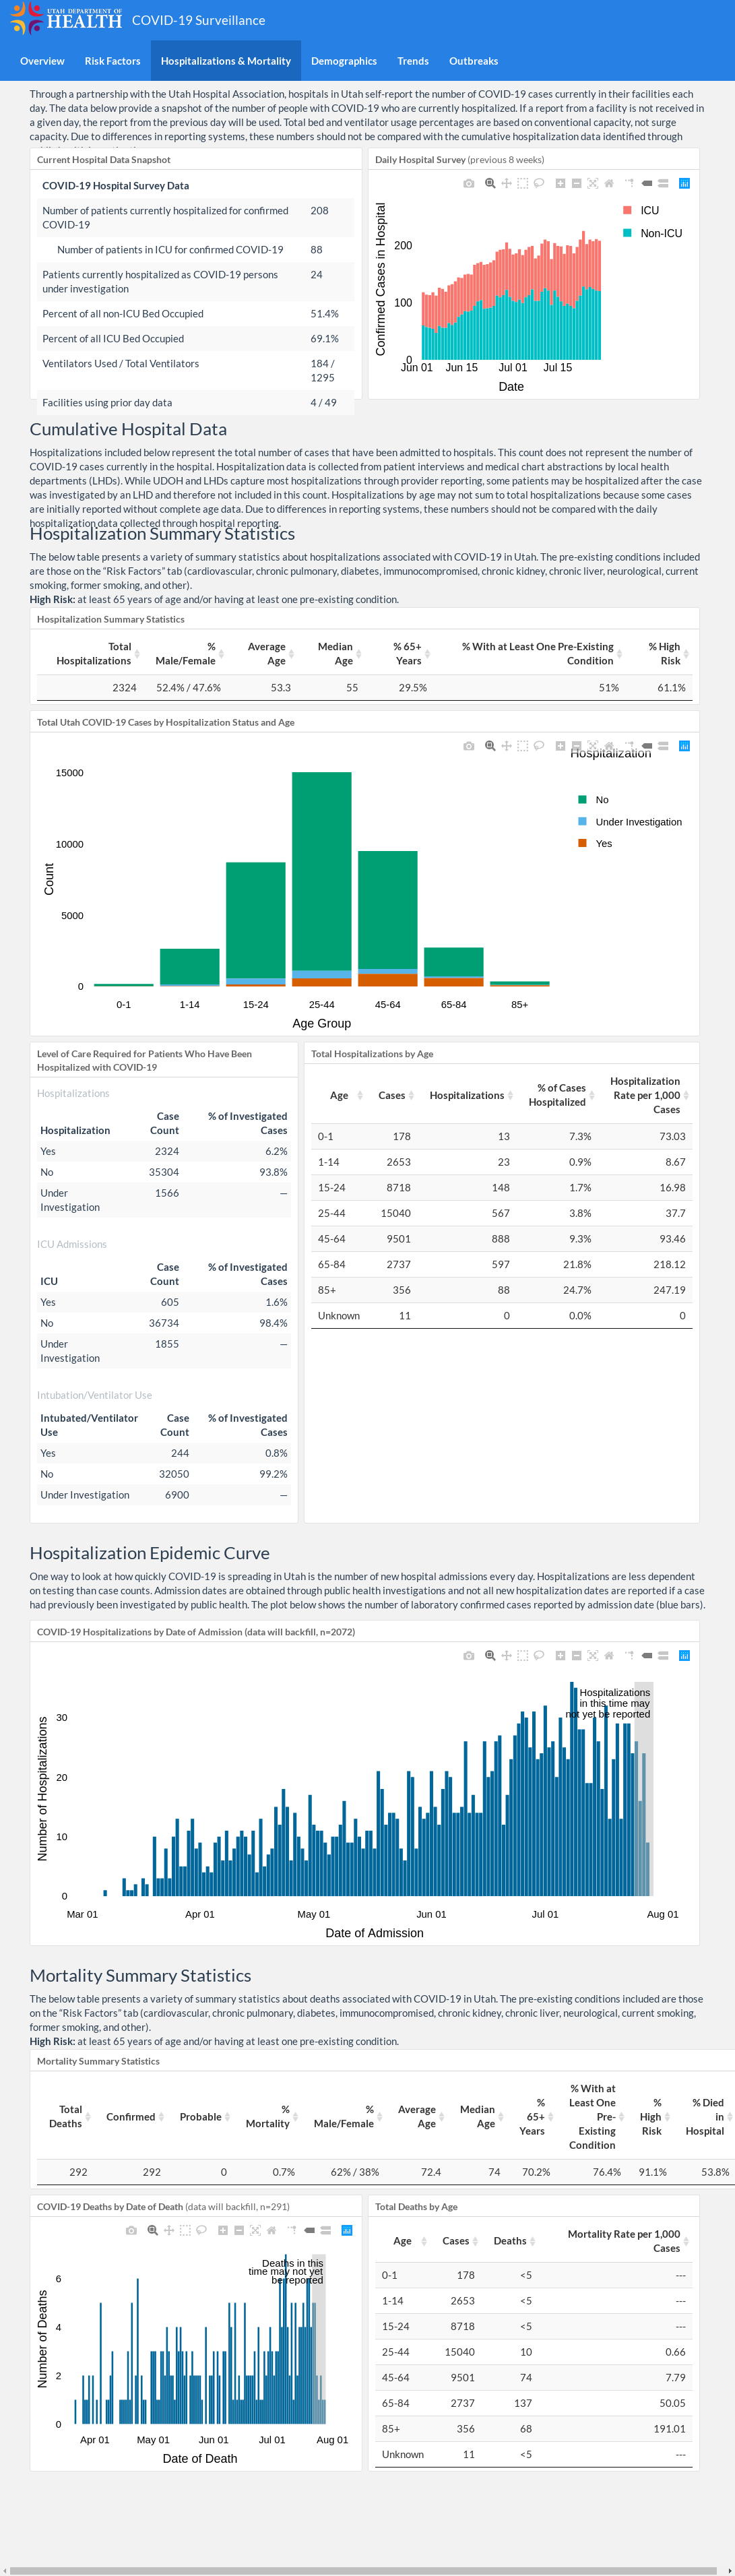 UTAH DEPARTMENT OF
HEALTH
COVID-19 Surveillance
Overview
Risk Factors
Hospitalizations & Mortality
Demographics
Trends
Outbreaks
Through a partnership with the Utah Hospital Association, hospitals in Utah self-report the number of COVID-19 cases currently in their facilities each
day. The data below provide a snapshot of the number of people with COVID-19 who are currently hospitalized. If a report from a facility is not received in
a given day, the report from the previous day will be used. Total bed and ventilator usage percentages are based on conventional capacity, not surge
capacity. Due to differences in reporting systems, these numbers should not be compared with the cumulative hospitalization data identified through
Current Hospital Data Snapshot
COVID-19 Hospital Survey Data
Number of patients currently hospitalized for confirmed 208
COVID-19
Number of patients in ICU for confirmed COVID-19 88
Patients currently hospitalized as COVID-19 persons 24
under investigation
Percent of all non-ICU Bed Occupied 51.4%
Percent of all ICU Bed Occupied 69.1%
Ventilators Used / Total Ventilators 184 /
1295
Facilities using prior day data 4 / 49
Daily Hospital Survey (previous 8 weeks)
Confirmed Cases in Hospital
200
100
0
Jun 01 Jun 15 Jul 01 Jul 15
Date
ICU
Non-ICU
Cumulative Hospital Data
Hospitalizations included below represent the total number of cases that have been admitted to hospitals. This count does not represent the number of
COVID-19 cases currently in the hospital. Hospitalization data is collected from patient interviews and medical chart abstractions by local health
departments (LHDs). While UDOH and LHDs capture most hospitalizations through provider reporting, some patients may be hospitalized after the case
was investigated by an LHD and therefore not included in this count. Hospitalizations by age may not sum to total hospitalizations because some cases
are initially reported without complete age data. Due to differences in reporting systems, these numbers should not be compared with the daily
hospitalization data collected through hospital reporting.
Hospitalization Summary Statistics
The below table presents a variety of summary statistics about hospitalizations associated with COVID-19 in Utah. The pre-existing conditions included
are those on the "Risk Factors" tab (cardiovascular, chronic pulmonary, diabetes, immunocompromised, chronic kidney, chronic liver, neurological, current
smoking, former smoking, and other).
High Risk: at least 65 years of age and/or having at least one pre-existing condition.
Hospitalization Summary Statistics
Total % Average Median % 65+ % With at Least One Pre-Existing % High
Hospitalizations Male/Female Age Age Years Condition Risk
2324 52.4% / 47.6% 53.3 55 29.5% 51% 61.1%
Total Utah COVID-19 Cases by Hospitalization Status and Age
Hospitalization
No
Under Investigation
Yes
Count
15000
10000
5000
0
0-1 1-14 15-24 25-44 45-64 65-84 85+
Age Group
Level of Care Required for Patients Who Have Been
Hospitalized with COVID-19
Hospitalizations
Case % of Investigated
Hospitalization Count Cases
Yes 2324 6.2%
No 35304 93.8%
Under 1566 —
Investigation
ICU Admissions
Case % of Investigated
ICU Count Cases
Yes 605 1.6%
No 36734 98.4%
Under 1855 —
Investigation
Intubation/Ventilator Use
Intubated/Ventilator Case % of Investigated
Use Count Cases
Yes 244 0.8%
No 32050 99.2%
Under Investigation 6900 —
Total Hospitalizations by Age
Hospitalization
% of Cases Rate per 1,000
Age Cases Hospitalizations Hospitalized Cases
0-1 178 13 7.3% 73.03
1-14 2653 23 0.9% 8.67
15-24 8718 148 1.7% 16.98
25-44 15040 567 3.8% 37.7
45-64 9501 888 9.3% 93.46
65-84 2737 597 21.8% 218.12
85+ 356 88 24.7% 247.19
Unknown 11 0 0.0% 0
Hospitalization Epidemic Curve
One way to look at how quickly COVID-19 is spreading in Utah is the number of new hospital admissions every day. Hospitalizations are less dependent
on testing than case counts. Admission dates are obtained through public health investigations and not all new hospitalization dates are reported if a case
had previously been investigated by public health. The plot below shows the number of laboratory confirmed cases reported by admission date (blue bars).
COVID-19 Hospitalizations by Date of Admission (data will backfill, n=2072)
Hospitalizations
in this time may
not yet be reported
Number of Hospitalizations
30
20
10
0
Mar 01 Apr 01 May 01 Jun 01 Jul 01 Aug 01
Date of Admission
Mortality Summary Statistics
The below table presents a variety of summary statistics about deaths associated with COVID-19 in Utah. The pre-existing conditions included are those
on the "Risk Factors" tab (cardiovascular, chronic pulmonary, diabetes, immunocompromised, chronic kidney, chronic liver, neurological, current smoking,
former smoking, and other).
High Risk: at least 65 years of age and/or having at least one pre-existing condition.
Mortality Summary Statistics
% With at
% Least One % % Died
Total % % Average Median 65+ Pre- High in
Deaths Confirmed Probable Mortality Male/Female Age Age Years Existing Risk Hospital
Condition
292 292 0 0.7% 62% / 38% 72.4 74 70.2% 76.4% 91.1% 53.8%
COVID-19 Deaths by Date of Death (data will backfill, n=291)
Deaths in this
time may not yet
be reported
Number of Deaths
6
4
2
0
Apr 01 May 01 Jun 01 Jul 01 Aug 01
Date of Death
Total Deaths by Age
Mortality Rate per 1,000
Age Cases Deaths Cases
0-1 178 <5 ---
1-14 2653 <5 ---
15-24 8718 <5 ---
25-44 15040 10 0.66
45-64 9501 74 7.79
65-84 2737 137 50.05
85+ 356 68 191.01
Unknown 11 <5 ---